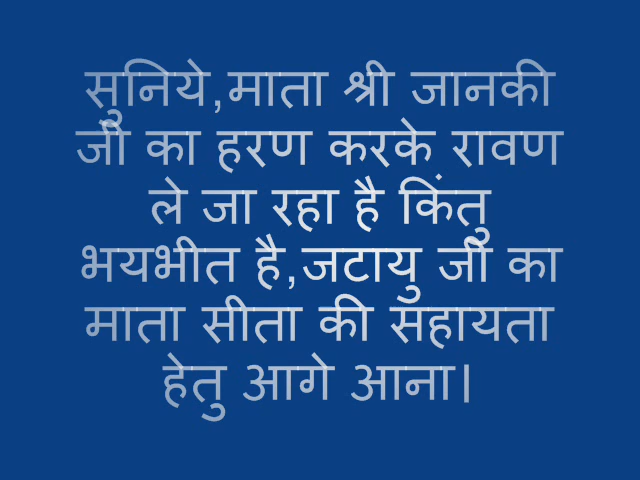 सुनिये,माता श्री जानकी
जी का हरण करके रावण
ले जा रहा है किंतु
भयभीत है,जटायु जी का
माता सीता की सहायता
हेतु आगे आना।